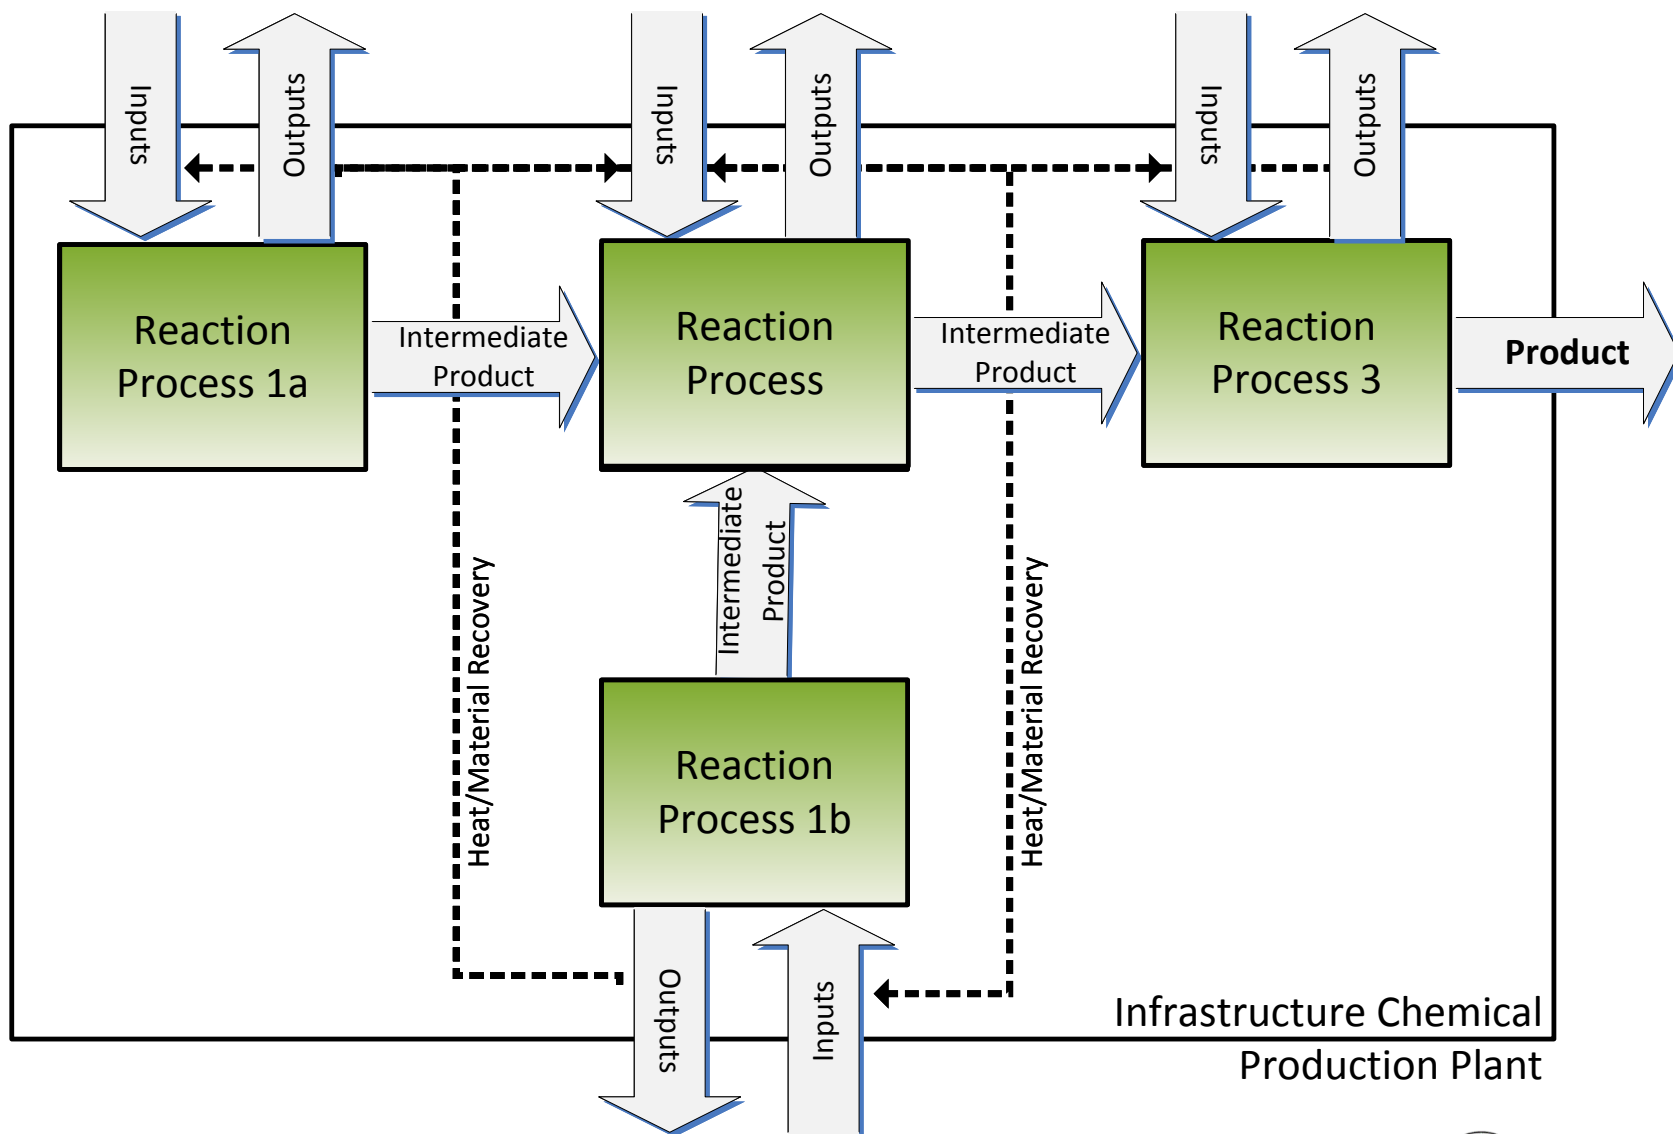 Inputs
Outputs
Inputs
Outputs
Inputs
Outputs
Reaction
Process 1a
Intermediate
Product
Reaction
Process
Intermediate
Product
Reaction
Process 3
Product
Intermediate
Product
Heat/Material Recovery
Heat/Material Recovery
Reaction
Process 1b
Outputs
Inputs
Infrastructure Chemical
Production Plant